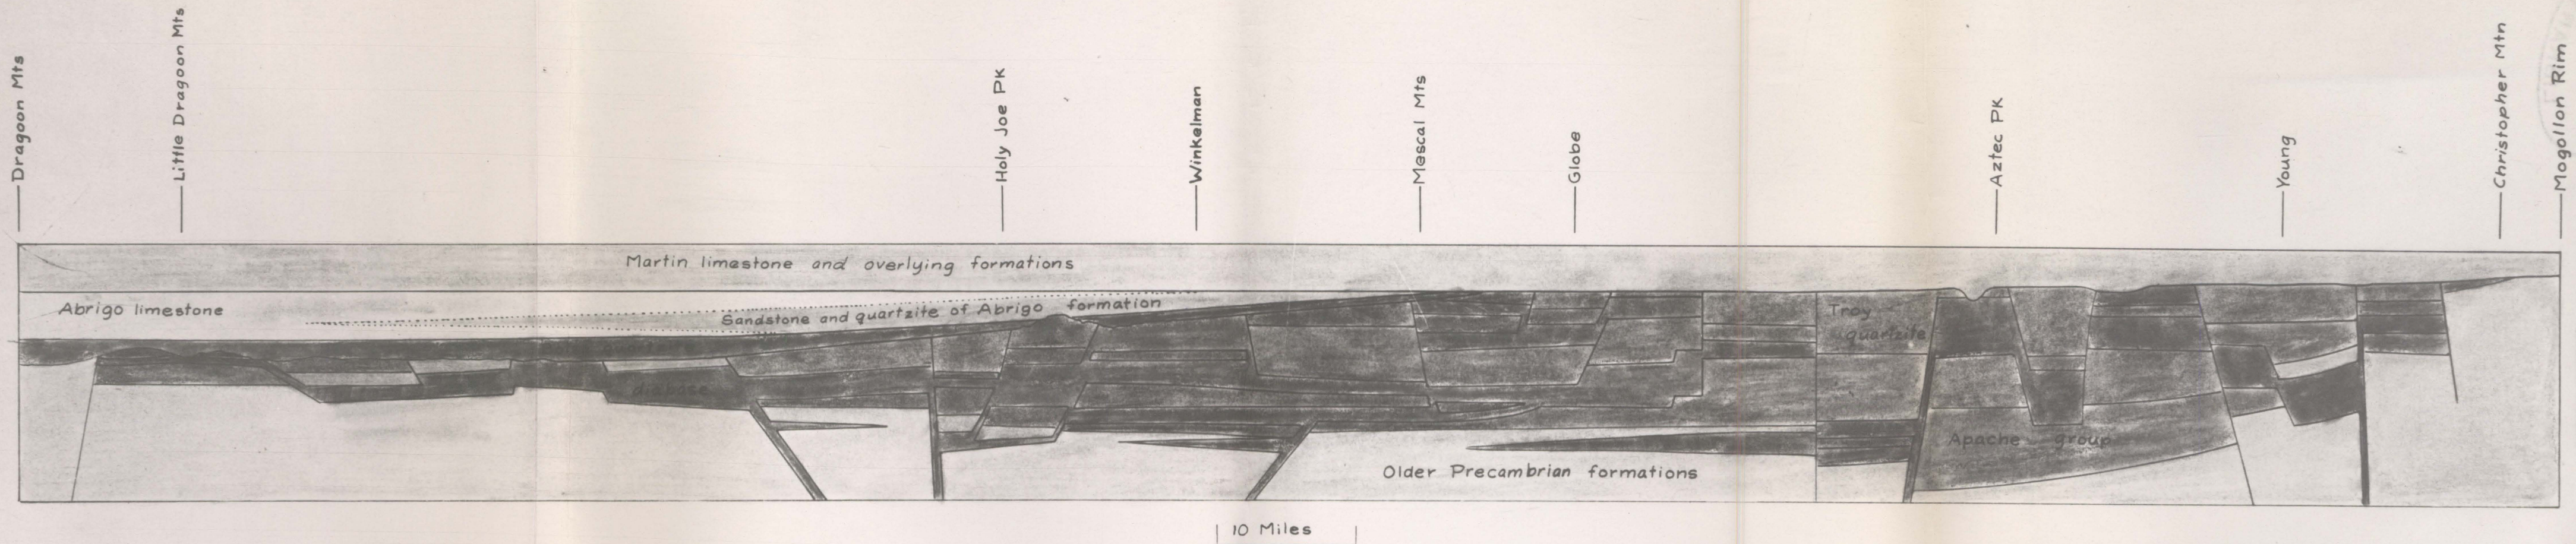 Dragoon Mts
Little Dragoon Mts
Holy Joe PK
Winkelman
Mescal Mts
Globe
Aztec PK
Young
Christopher Mtn
Mogollon Rim
Martin limestone and overlying formations
Abrigo limestone
Sandstone and quartzite of Abrigo formation
Troy
quartzite
diabase
Apache group
Older Precambrian formations
10 Miles